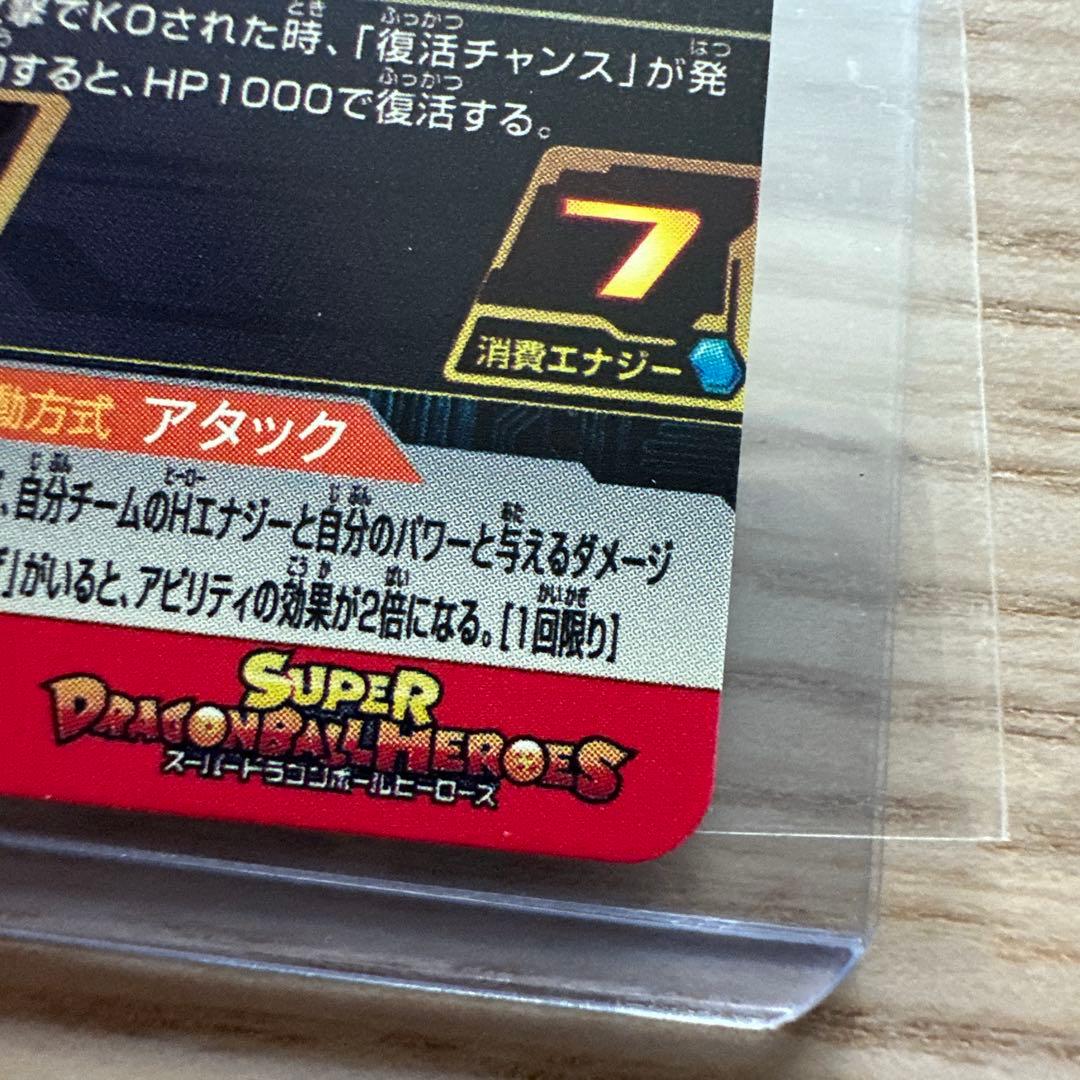 撃でKOされた時、「復活チャンス」が発
すると、HP1000で復活する。
7
消費エナジー
動方式 アタック
、自分チームのHエナジーと自分のパワーと与えるダメージ
」がいると、アビリティの効果が2倍になる。[1回限り]
SUPER
DRAGONBALL HEROES
スーパードラゴンボールヒーローズ